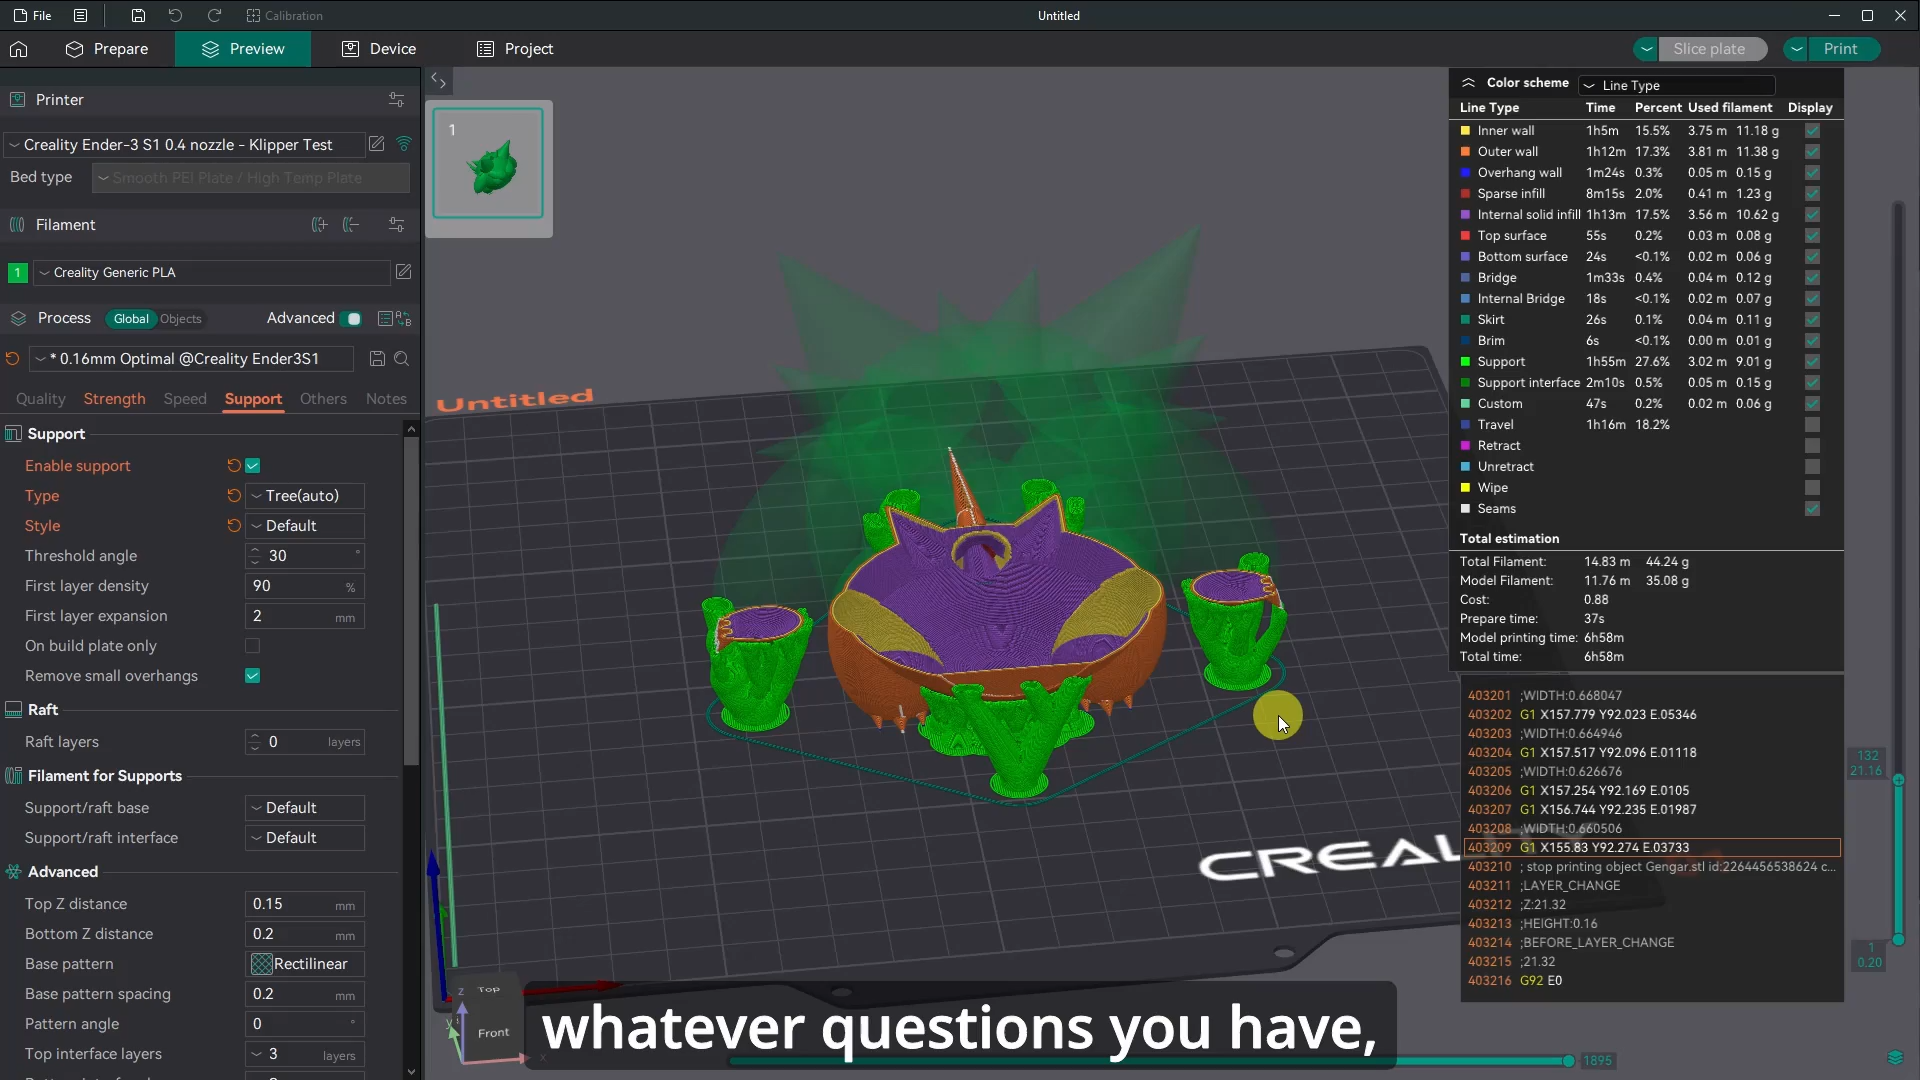 File
Calibration
Untitled
Prepare
Preview
Device
Project
Slice plate
Print
Printer
Creality Ender-3 S1 0.4 nozzle - Klipper Test
Bed type
Smooth PEI Plate / High Temp Plate
Filament
1
Creality Generic PLA
Process
Global
Objects
Advanced
* 0.16mm Optimal @Creality Ender3S1
Quality
Strength
Speed
Support
Others
Notes
Support
Enable support
Type
Tree(auto)
Style
Default
Threshold angle
30
°
First layer density
90
%
First layer expansion
2
mm
On build plate only
Remove small overhangs
Raft
Raft layers
0
layers
Filament for Supports
Support/raft base
Default
Support/raft interface
Default
Advanced
Top Z distance
0.15
mm
Bottom Z distance
0.2
mm
Base pattern
Rectilinear
Base pattern spacing
0.2
mm
Pattern angle
0
°
Top interface layers
3
layers
1
Untitled
Color scheme
Line Type
Line Type Time Percent Used filament Display
Inner wall 1h5m 15.5% 3.75 m 11.18 g
Outer wall 1h12m 17.3% 3.81 m 11.38 g
Overhang wall 1m24s 0.3% 0.05 m 0.15 g
Sparse infill 8m15s 2.0% 0.41 m 1.23 g
Internal solid infill 1h13m 17.5% 3.56 m 10.62 g
Top surface 55s 0.2% 0.03 m 0.08 g
Bottom surface 24s <0.1% 0.02 m 0.06 g
Bridge 1m33s 0.4% 0.04 m 0.12 g
Internal Bridge 18s <0.1% 0.02 m 0.07 g
Skirt 26s 0.1% 0.04 m 0.11 g
Brim 6s <0.1% 0.00 m 0.01 g
Support 1h55m 27.6% 3.02 m 9.01 g
Support interface 2m10s 0.5% 0.05 m 0.15 g
Custom 47s 0.2% 0.02 m 0.06 g
Travel 1h16m 18.2%
Retract
Unretract
Wipe
Seams
Total estimation
Total Filament: 14.83 m 44.24 g
Model Filament: 11.76 m 35.08 g
Cost: 0.88
Prepare time: 37s
Model printing time: 6h58m
Total time: 6h58m
403201 ;WIDTH:0.668047
403202 G1 X157.779 Y92.023 E.05346
403203 ;WIDTH:0.664946
403204 G1 X157.517 Y92.096 E.01118
403205 ;WIDTH:0.626676
403206 G1 X157.254 Y92.169 E.0105
403207 G1 X156.744 Y92.235 E.01987
403208 ;WIDTH:0.660506
403209 G1 X155.83 Y92.274 E.03733
403210 ; stop printing object Gengar.stl id:2264456538624 c...
403211 ;LAYER_CHANGE
403212 ;Z:21.32
403213 ;HEIGHT:0.16
403214 ;BEFORE_LAYER_CHANGE
403215 ;21.32
403216 G92 E0
132
21.16
1
0.20
Top
Front
z
y
x
whatever questions you have,
1895